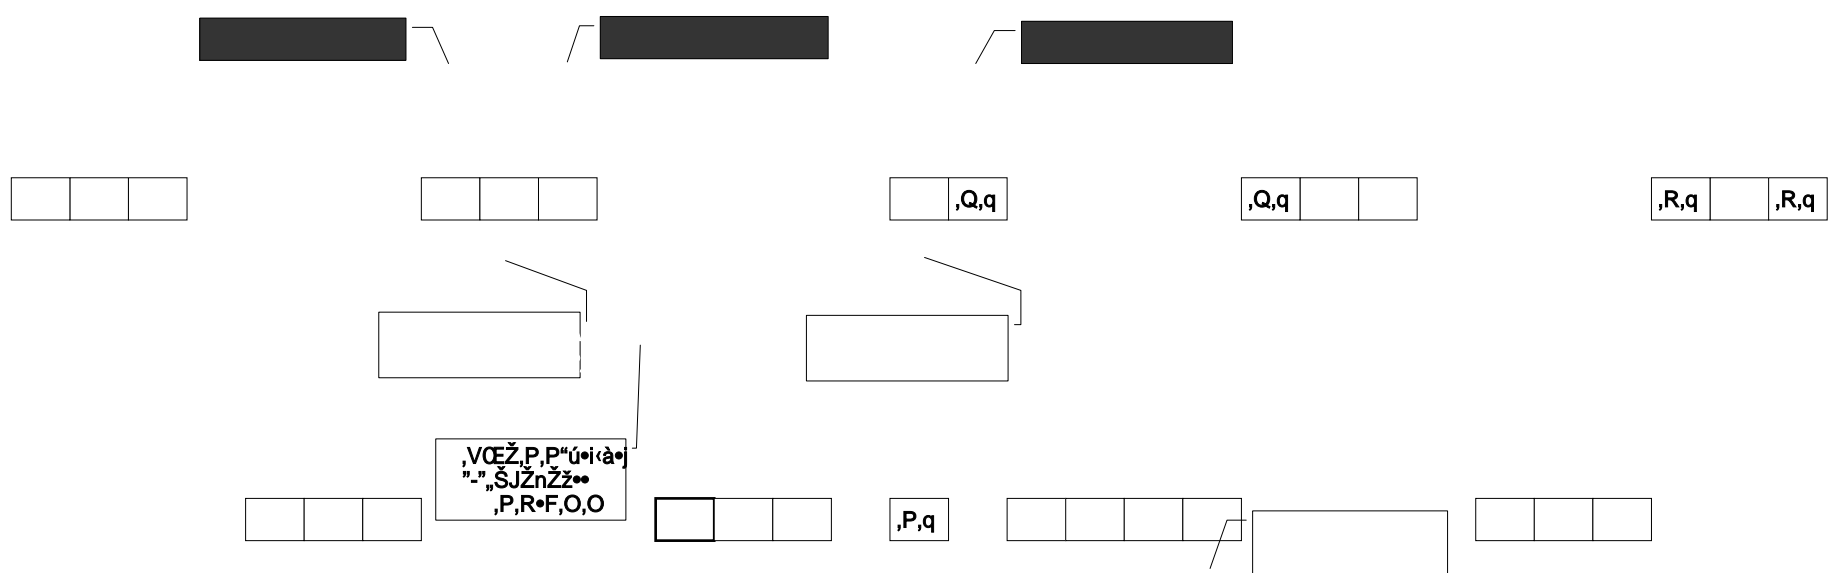 ‚Q‚q
‚Q‚q
‚R‚q
‚R‚q
‚VŒŽ‚P‚P“ú•i‹à•j
”­”„ŠJŽnŽž••
‚P‚R•F‚O‚O
‚P‚q